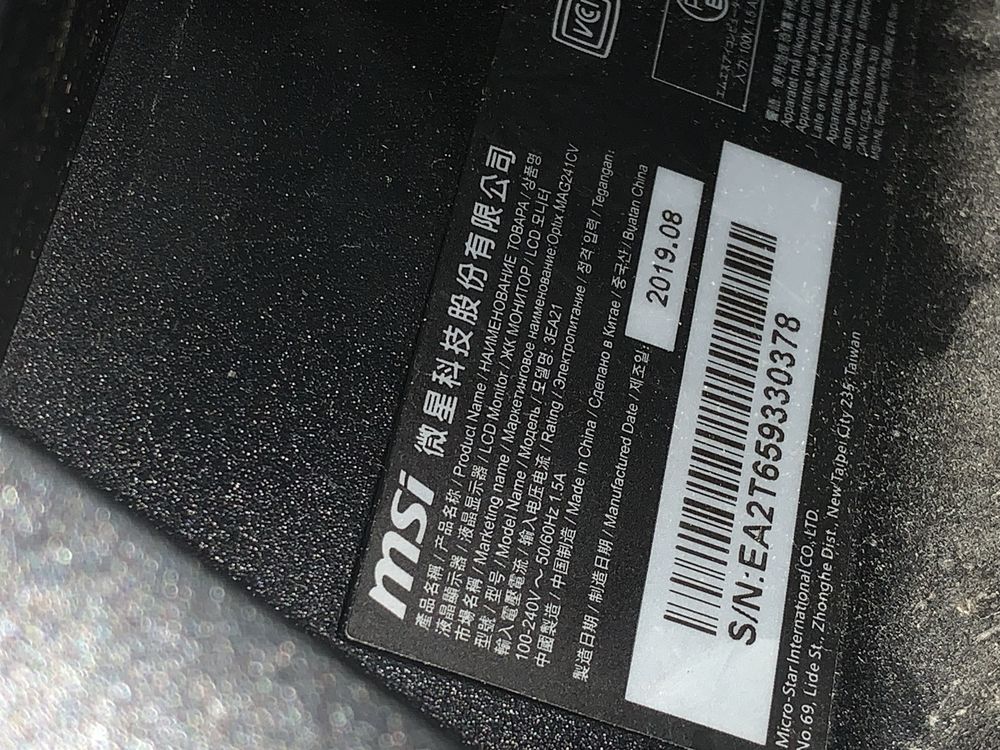 msi 微星科技股份有限公司
產品名稱 / 产品名称 / Product Name / НАИМЕНОВАНИЕ ТОВАРА / 상품명
液晶顯示器 / 液晶显示器 / LCD Monitor / ЖК МОНИТОР / LCD 모니터
市場名稱 / Marketing name / Маркетинговое наименование:Optix MAG241CV
型號 / 型号 / Model Name / Модель / 모델명 3EA21
輸入電壓電流 / 输入电压电流 Rating / Электропитание / 정격 입력 / Tegangan:
100-240V ~ 50/60Hz 1.5A
中國製造 / 中国制造 / Made in China / Сделано в Китае / 중국산 / Buatan China
製造日期 / 制造日期 / Manufactured Date / 제조일:
2019.08
S/N:EA2T659330378
Micro-Star International CO., LTD.
No. 69, Lide St., Zhonghe Dist., New Taipei City 235, Taiwan
VCCI